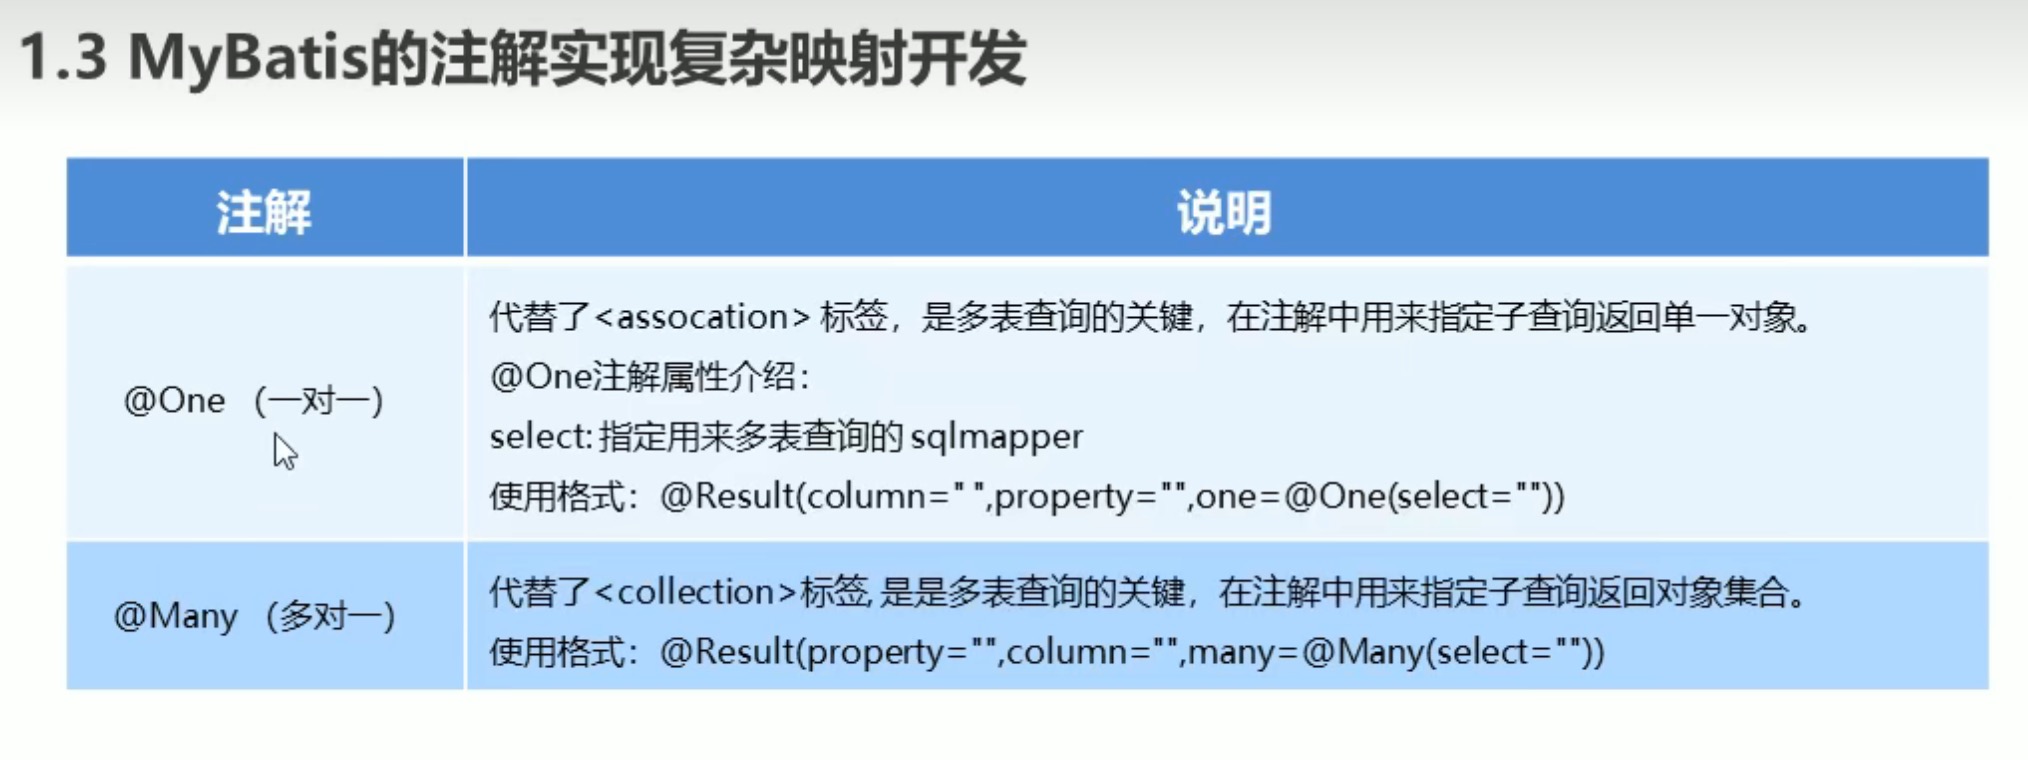 1.3 MyBatis的注解实现复杂映射开发
注解
说明
@One （一对一）
代替了<assocation> 标签，是多表查询的关键，在注解中用来指定子查询返回单一对象。
@One注解属性介绍：
select: 指定用来多表查询的 sqlmapper
使用格式：@Result(column=" ",property="",one=@One(select=""))
@Many （多对一）
代替了<collection>标签, 是是多表查询的关键，在注解中用来指定子查询返回对象集合。
使用格式：@Result(property="",column="",many=@Many(select=""))